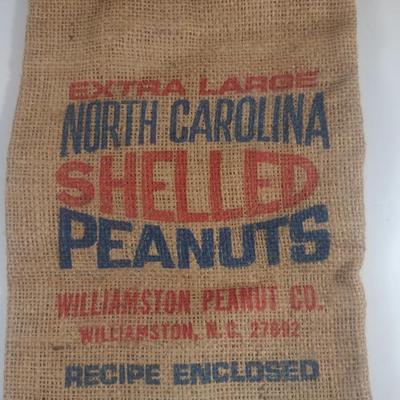 EXTRA LARGE
NORTH CAROLINA
SHELLED
PEANUTS
WILLIAMSTON PEANUT CO.
WILLIAMSTON, N.C. 27892
RECIPE ENCLOSED